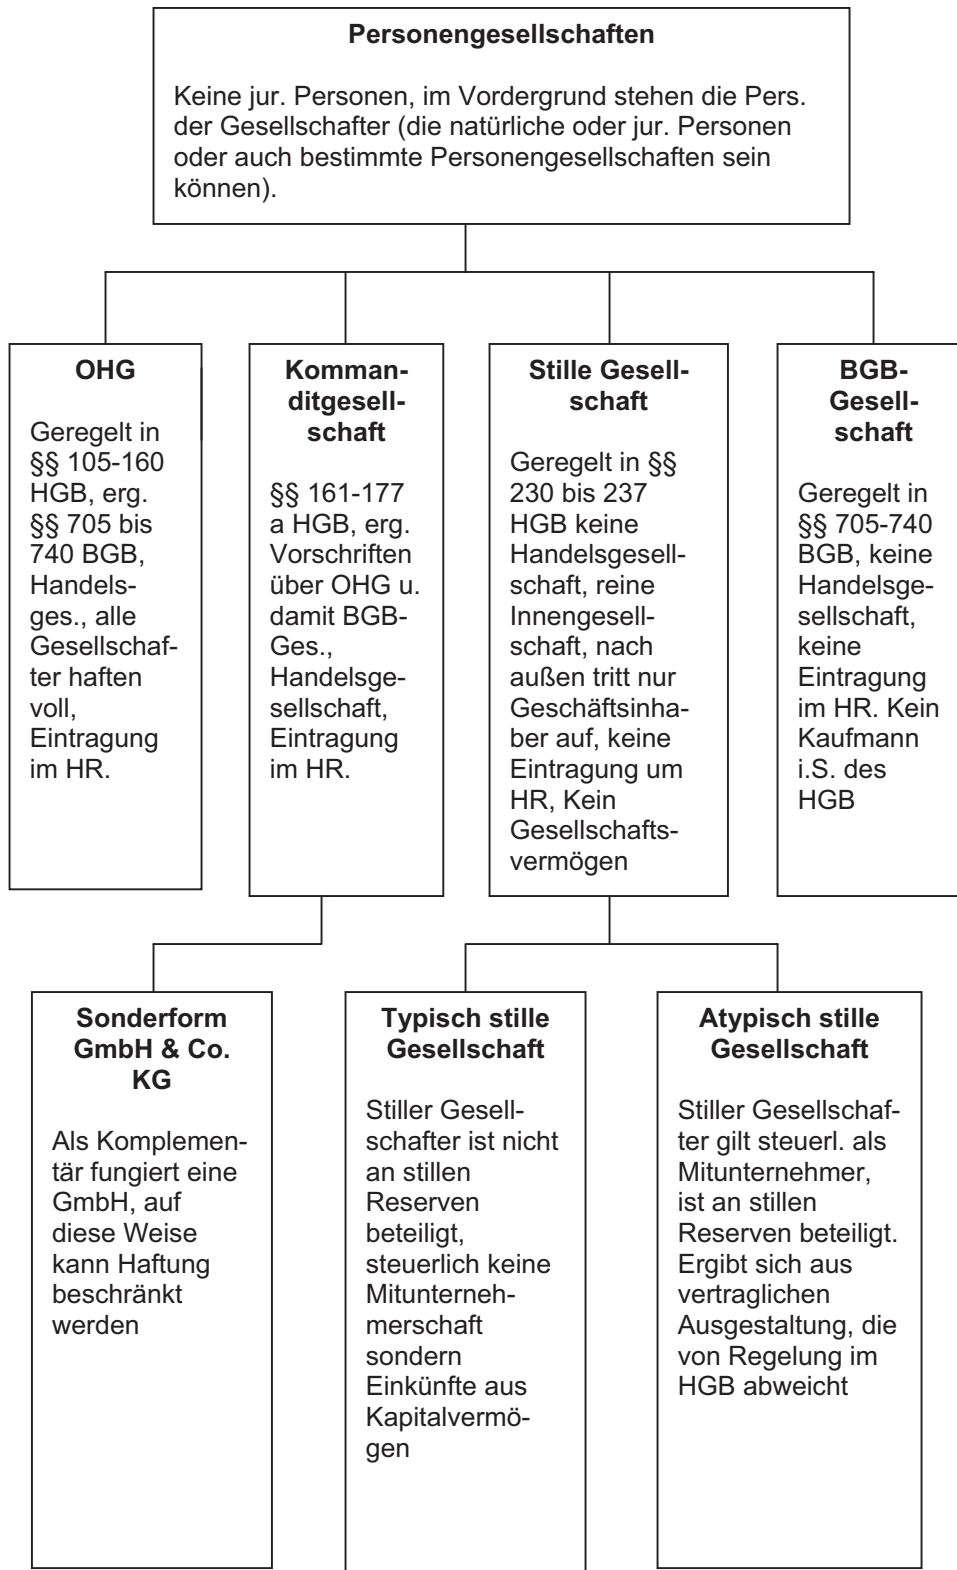 Personengesellschaften
Keine jur. Personen, im Vordergrund stehen die Pers.
der Gesellschafter (die natürliche oder jur. Personen
oder auch bestimmte Personengesellschaften sein
können).
OHG
Geregelt in
§§ 105-160
HGB, erg.
§§ 705 bis
740 BGB,
Handels-
ges., alle
Gesellschaf-
ter haften
voll,
Eintragung
im HR.
Komman-
ditgesell-
schaft
§§ 161-177
a HGB, erg.
Vorschriften
über OHG u.
damit BGB-
Ges.,
Handelsge-
sellschaft,
Eintragung
im HR.
Stille Gesell-
schaft
Geregelt in §§
230 bis 237
HGB keine
Handelsgesell-
schaft, reine
Innengesell-
schaft, nach
außen tritt nur
Geschäftsinha-
ber auf, keine
Eintragung um
HR, Kein
Gesellschafts-
vermögen
BGB-
Gesell-
schaft
Geregelt in
§§ 705-740
BGB, keine
Handelsge-
sellschaft,
keine
Eintragung
im HR. Kein
Kaufmann
i.S. des
HGB
Sonderform
GmbH & Co.
KG
Als Komplemen-
tär fungiert eine
GmbH, auf
diese Weise
kann Haftung
beschränkt
werden
Typisch stille
Gesellschaft
Stiller Gesell-
schafter ist nicht
an stillen
Reserven
beteiligt,
steuerlich keine
Mitunterneh-
merschaft
sondern
Einkünfte aus
Kapitalvermö-
gen
Atypisch stille
Gesellschaft
Stiller Gesellschaf-
ter gilt steuerl. als
Mitunternehmer,
ist an stillen
Reserven beteiligt.
Ergibt sich aus
vertraglichen
Ausgestaltung, die
von Regelung im
HGB abweicht